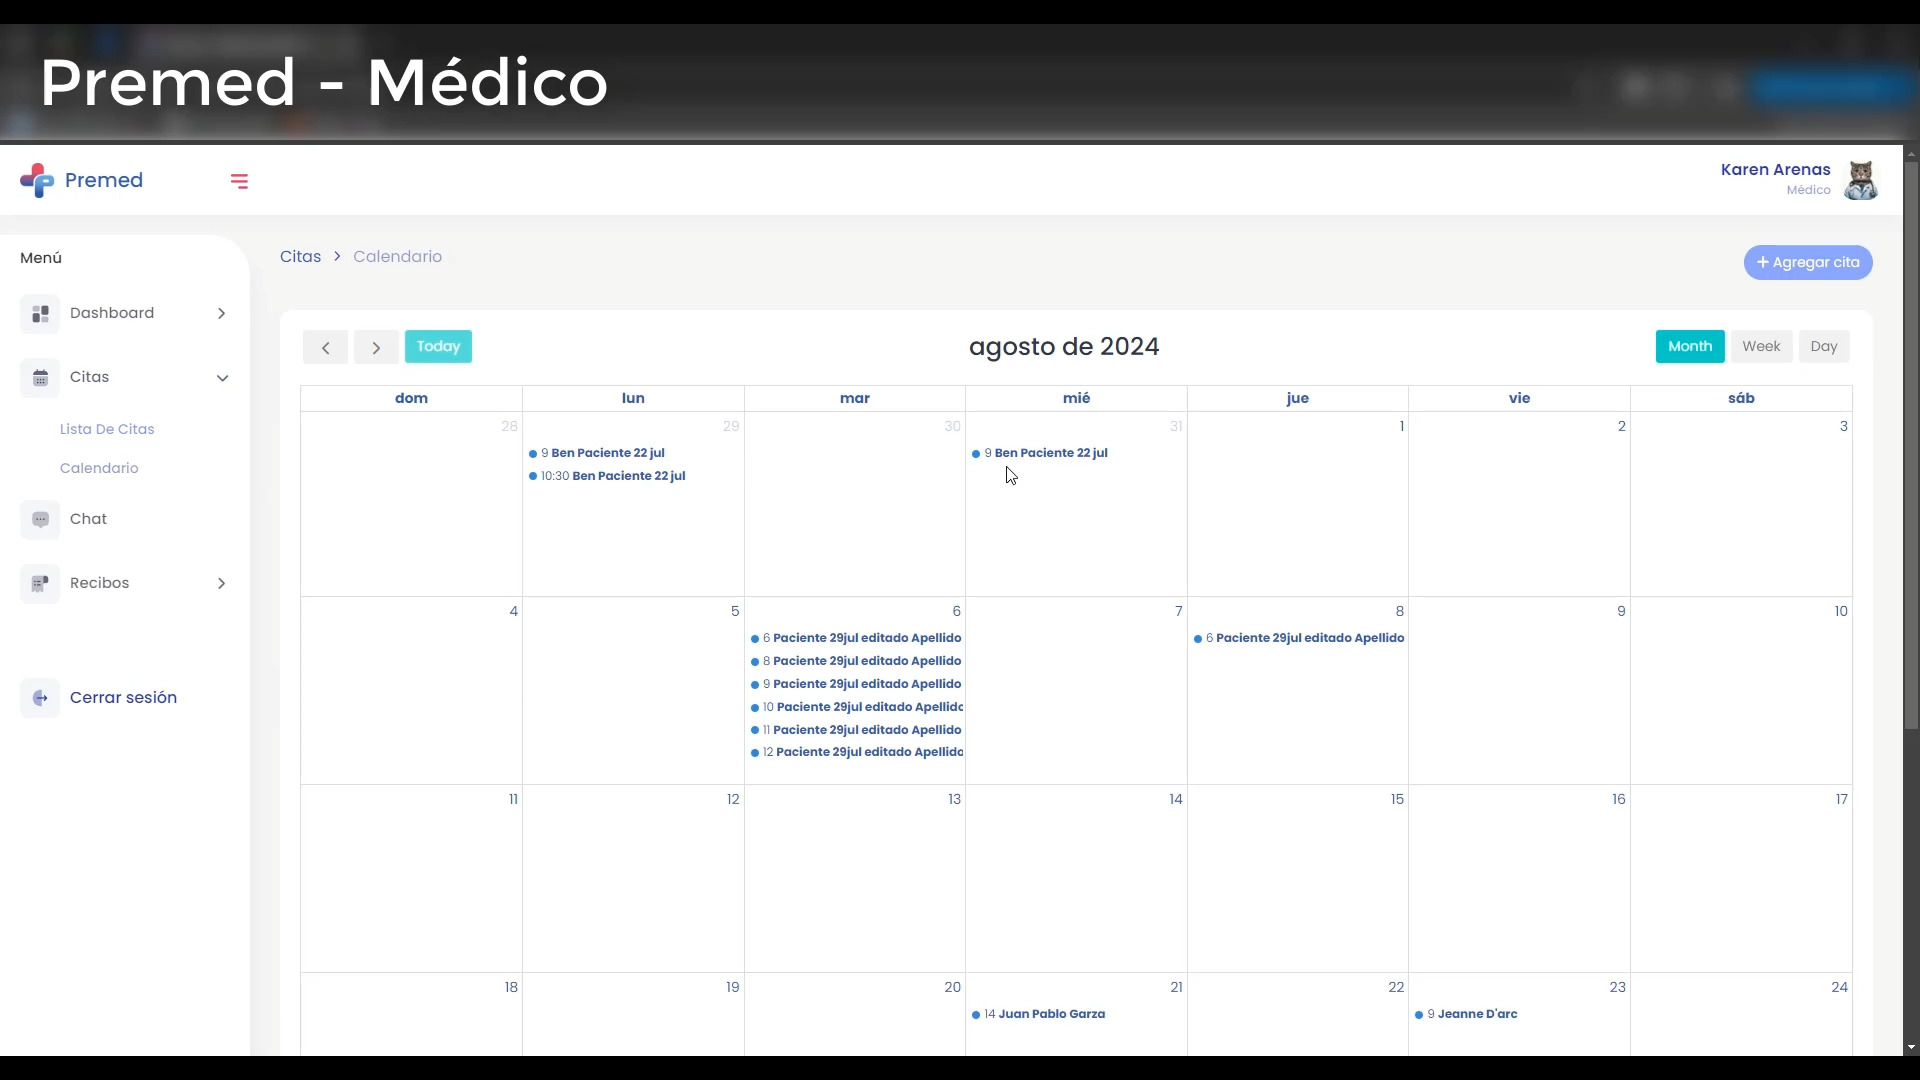 Premed - Médico
Premed
Karen Arenas
Médico
Menú
Dashboard
Citas
Lista De Citas
Calendario
Chat
Recibos
Cerrar sesión
Citas > Calendario
+ Agregar cita
Today
agosto de 2024
Month Week Day
dom lun mar mié jue vie sáb
28 29 30 31 1 2 3
9 Ben Paciente 22 jul
10:30 Ben Paciente 22 jul
9 Ben Paciente 22 jul
4 5 6 7 8 9 10
6 Paciente 29jul editado Apellido
8 Paciente 29jul editado Apellido
9 Paciente 29jul editado Apellido
10 Paciente 29jul editado Apellido
11 Paciente 29jul editado Apellido
12 Paciente 29jul editado Apellido
6 Paciente 29jul editado Apellido
11 12 13 14 15 16 17
18 19 20 21 22 23 24
14 Juan Pablo Garza
9 Jeanne D'arc